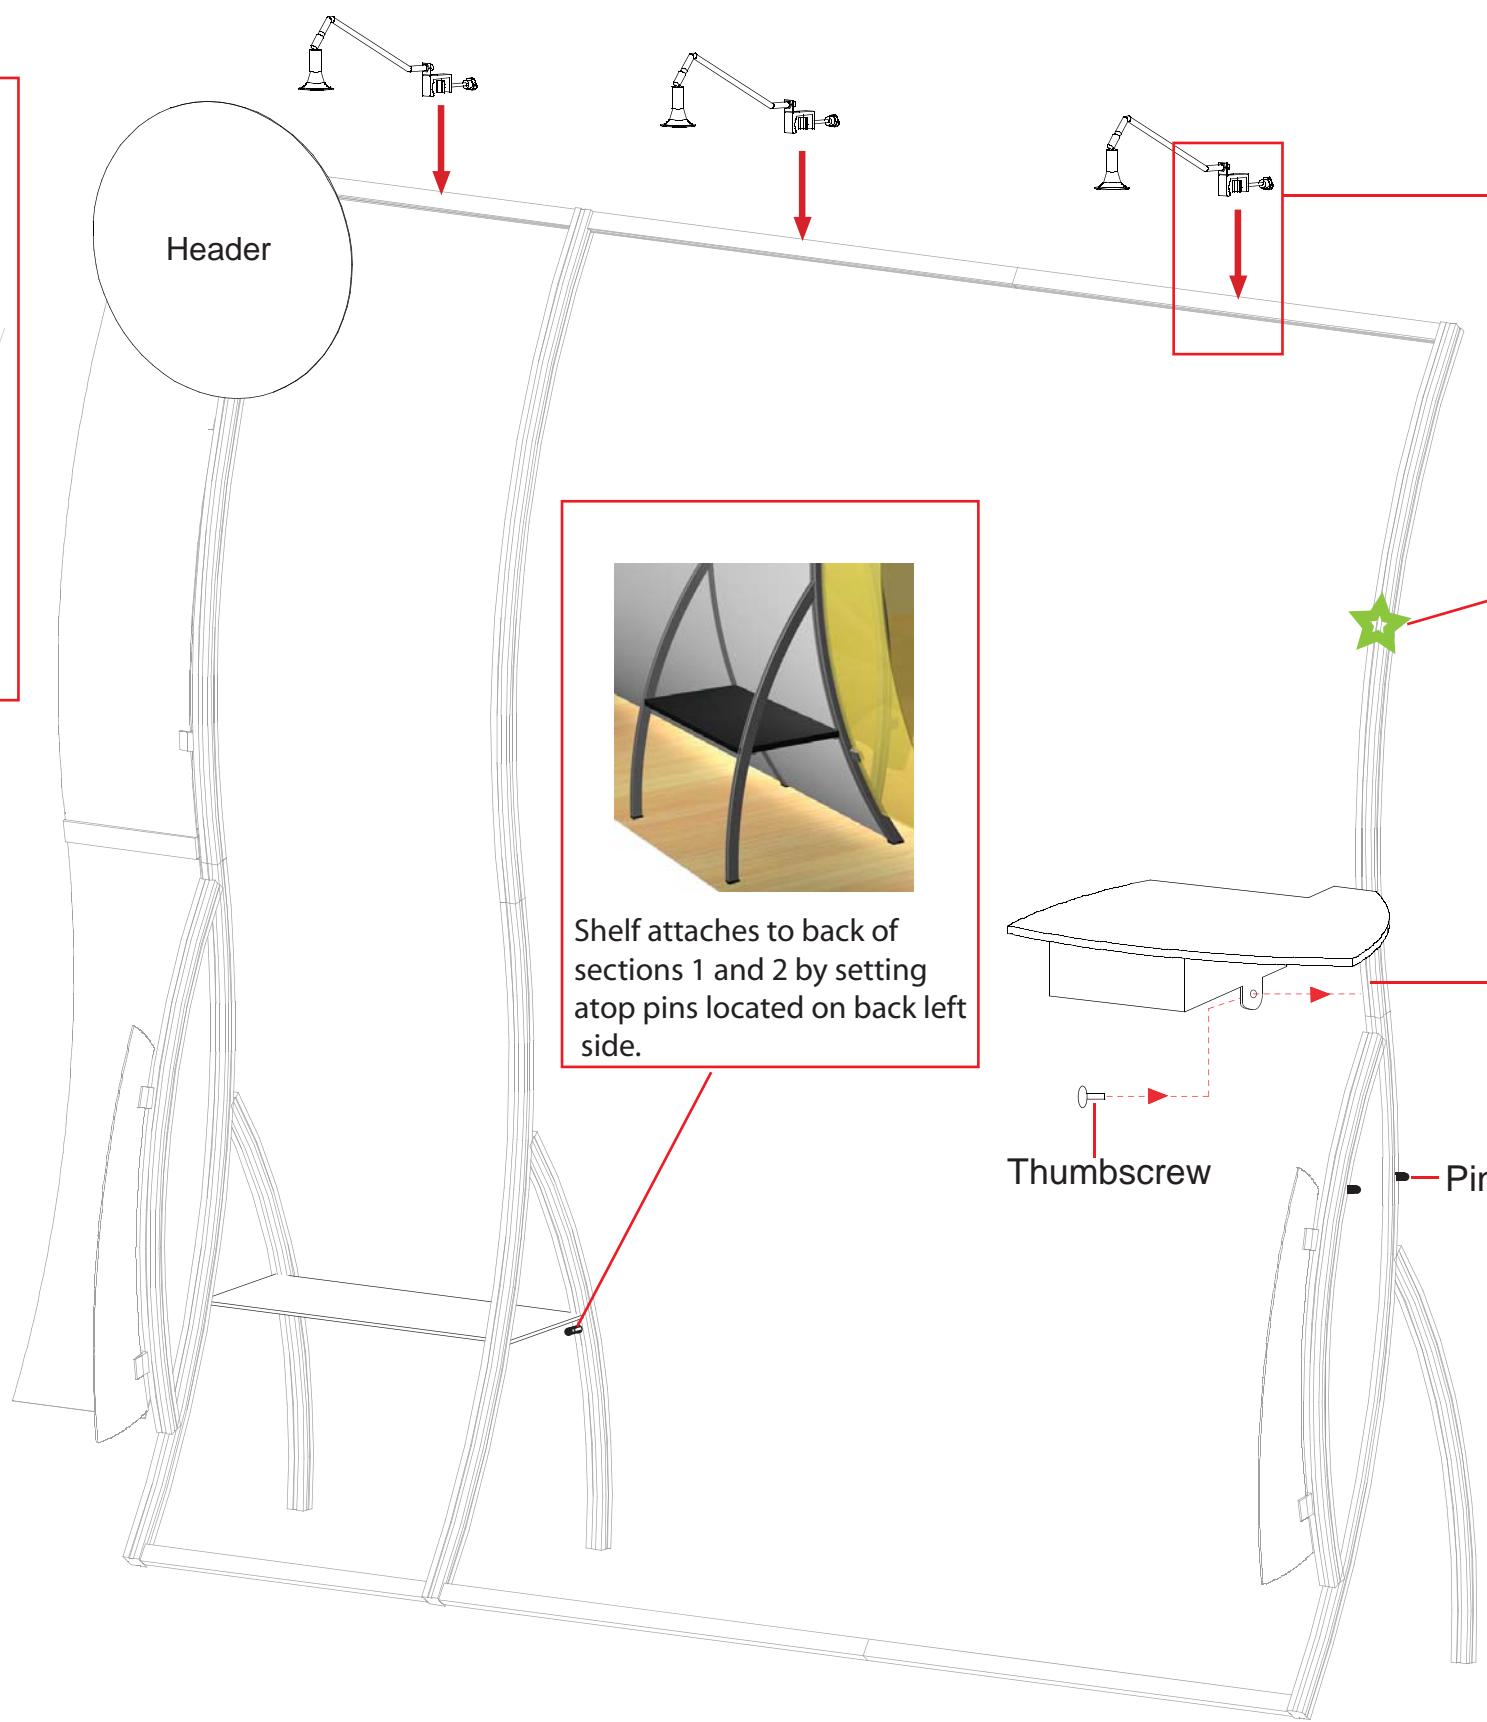 Header
Shelf attaches to back of
sections 1 and 2 by setting
atop pins located on back left
side.
Thumbscrew